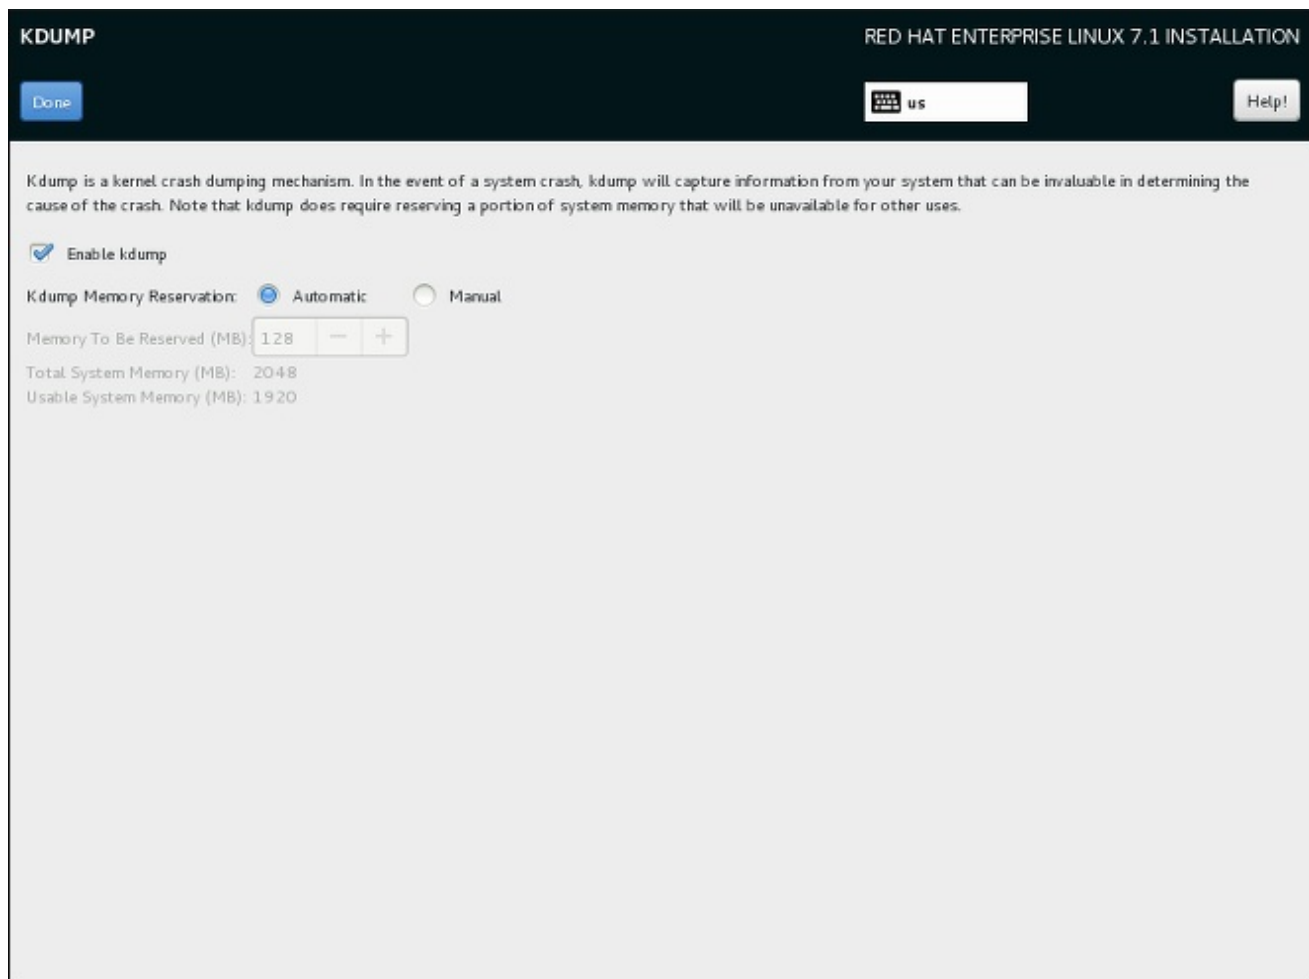 KDUMP
RED HAT ENTERPRISE LINUX 7.1 INSTALLATION
Done
us
Help!
Kdump is a kernel crash dumping mechanism. In the event of a system crash, kdump will capture information from your system that can be invaluable in determining the
cause of the crash. Note that kdump does require reserving a portion of system memory that will be unavailable for other uses.
Enable kdump
Kdump Memory Reservation: Automatic Manual
Memory To Be Reserved (MB): 128 − +
Total System Memory (MB): 2048
Usable System Memory (MB): 1920